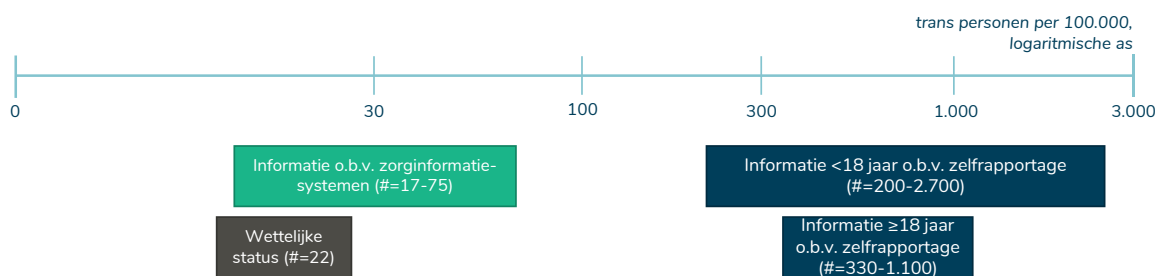 trans personen per 100.000,
logaritmische as
0
30
100
300
1.000
3.000
Informatie o.b.v. zorginformatie-
systemen (#=17-75)
Informatie <18 jaar o.b.v. zelfrapportage
(#=200-2.700)
Wettelijke
status (#=22)
Informatie ≥18 jaar
o.b.v. zelfrapportage
(#=330-1.100)